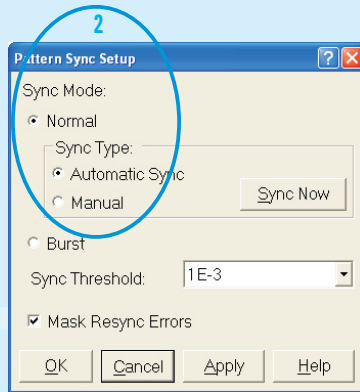 2
Pattern Sync Setup
Sync Mode:
Normal
Sync Type:
Automatic Sync
Manual
Sync Now
Burst
Sync Threshold: 1E-3
Mask Resync Errors
OK Cancel Apply Help